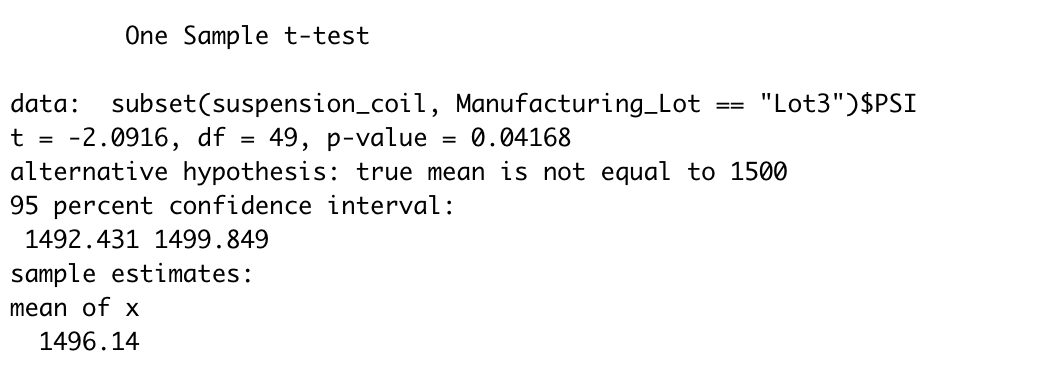 One Sample t-test
data:  subset(suspension_coil, Manufacturing_Lot == "Lot3")$PSI
t = -2.0916, df = 49, p-value = 0.04168
alternative hypothesis: true mean is not equal to 1500
95 percent confidence interval:
1492.431 1499.849
sample estimates:
mean of x
1496.14